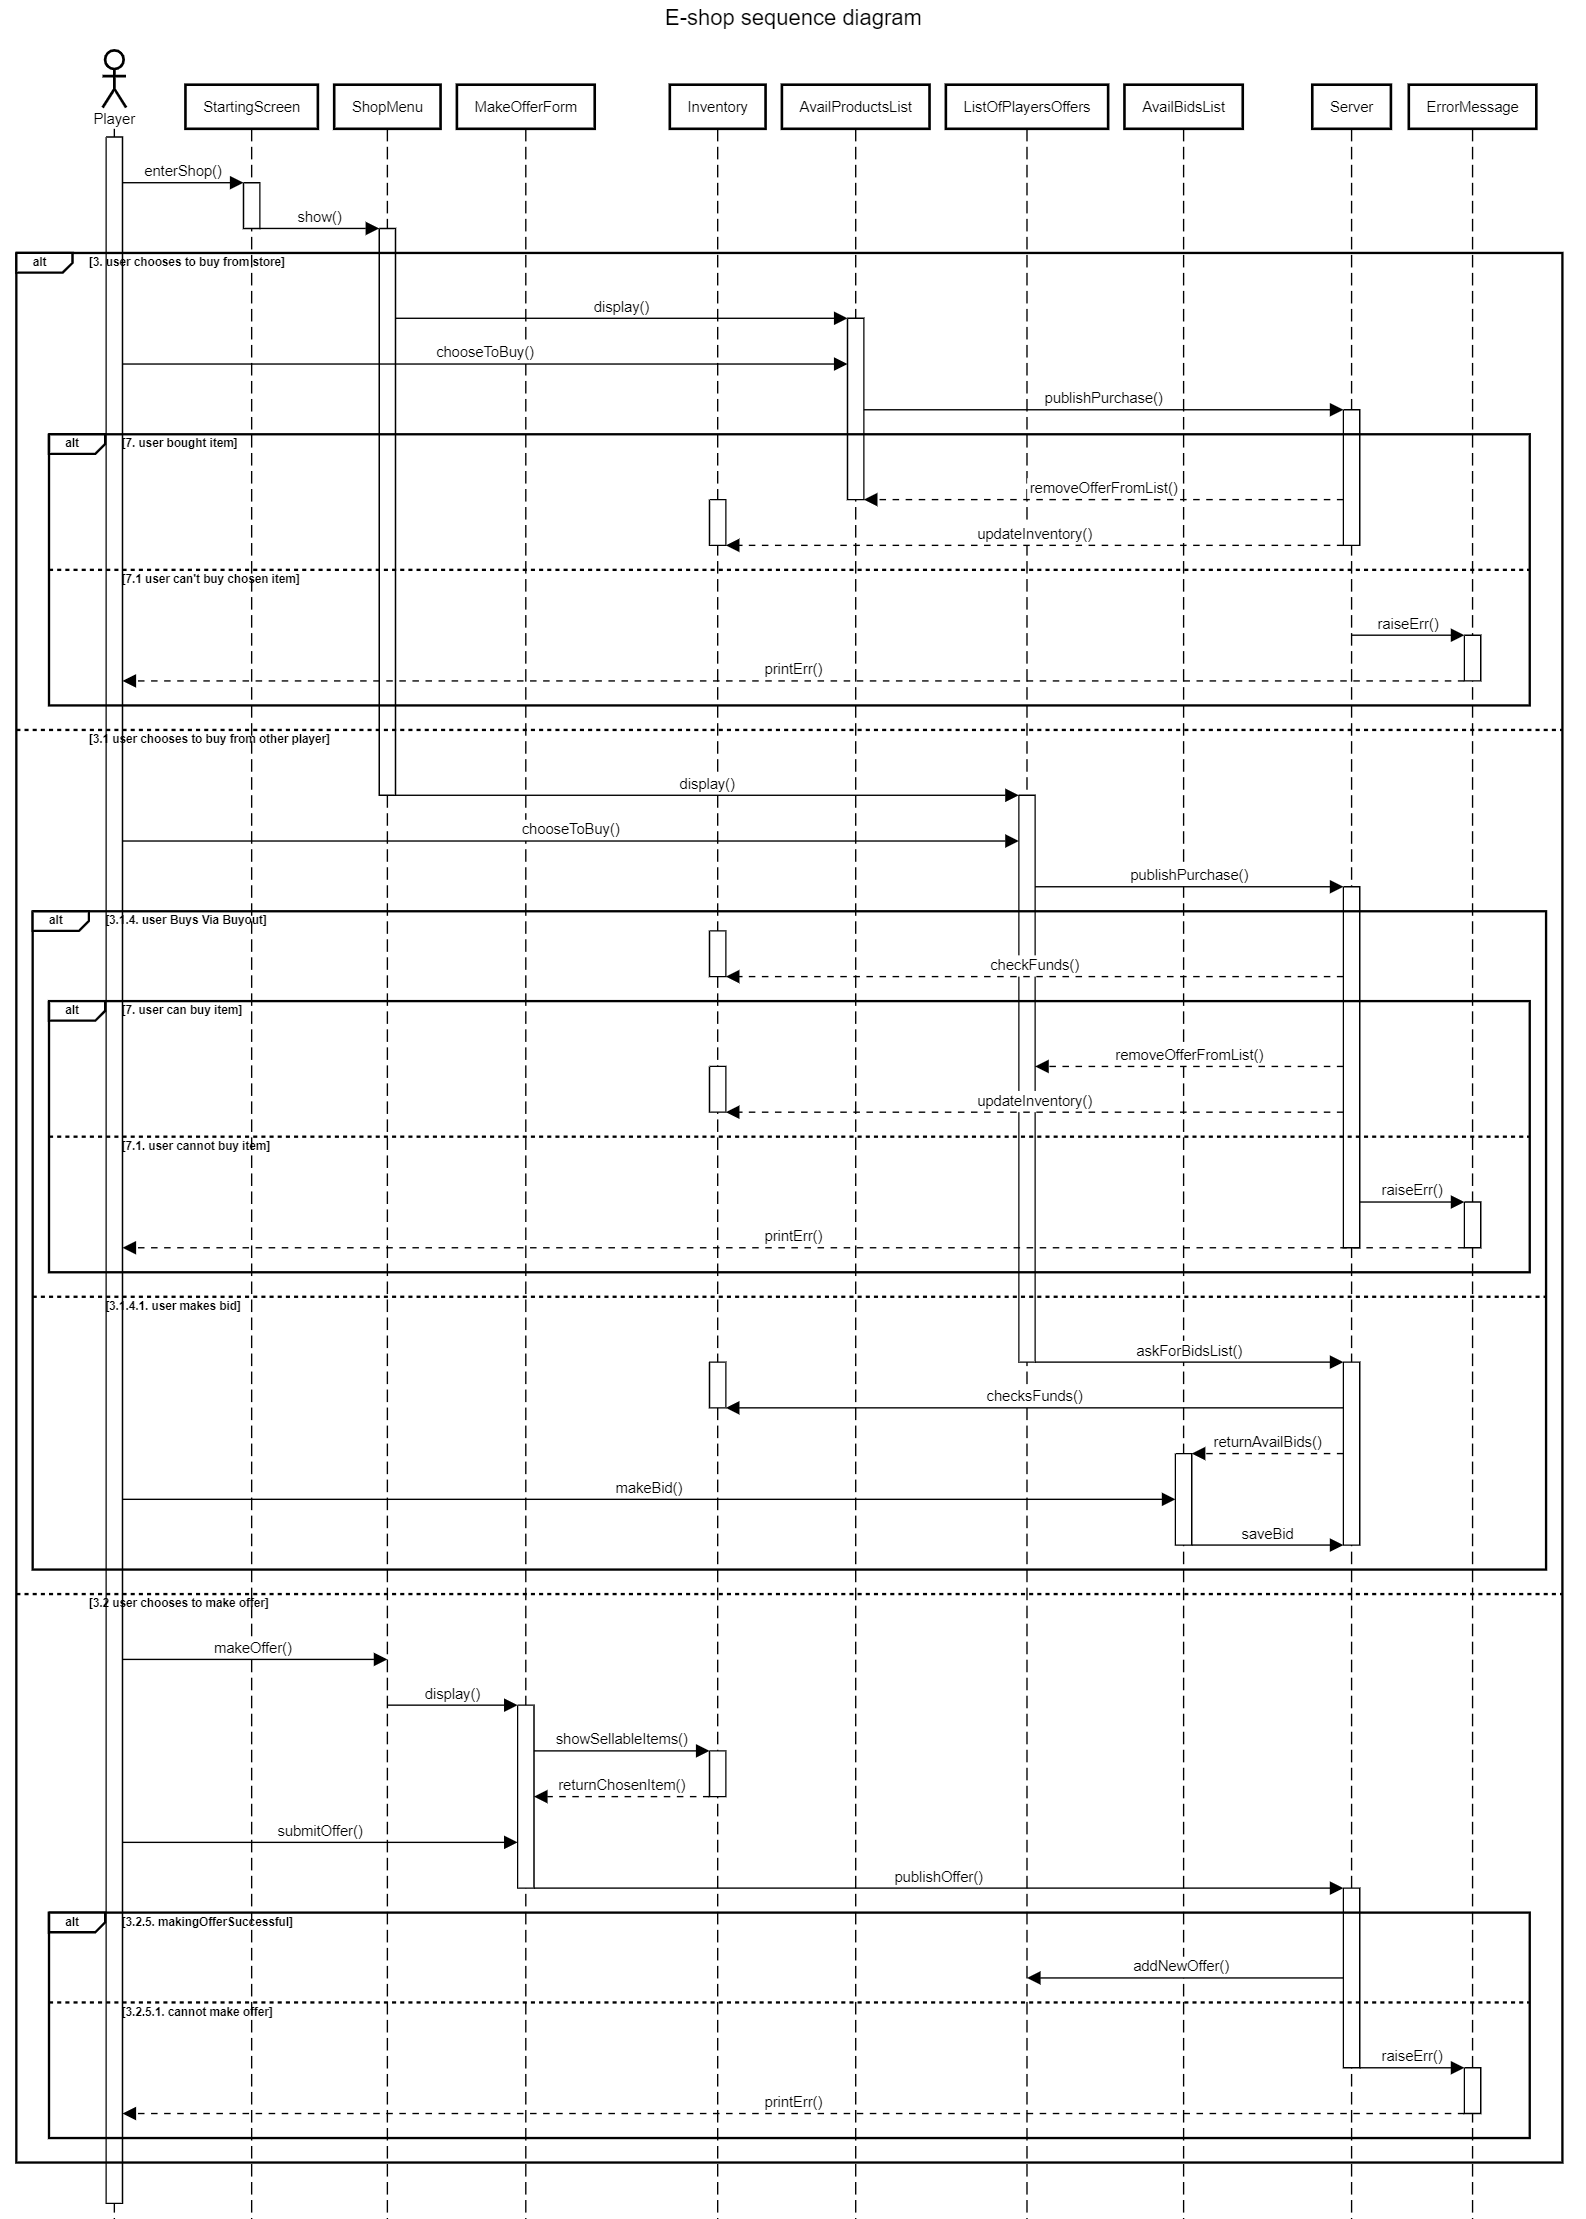 E-shop sequence diagram
Player
StartingScreen
ShopMenu
MakeOfferForm
Inventory
AvailProductsList
ListOfPlayersOffers
AvailBidsList
Server
ErrorMessage
enterShop()
show()
alt
[3. user chooses to buy from store]
display()
chooseToBuy()
publishPurchase()
alt
[7. user bought item]
removeOfferFromList()
updateInventory()
[7.1 user can't buy chosen item]
raiseErr()
printErr()
[3.1 user chooses to buy from other player]
display()
chooseToBuy()
publishPurchase()
alt
[3.1.4. user Buys Via Buyout]
checkFunds()
alt
[7. user can buy item]
removeOfferFromList()
updateInventory()
[7.1. user cannot buy item]
raiseErr()
printErr()
[3.1.4.1. user makes bid]
askForBidsList()
checksFunds()
returnAvailBids()
makeBid()
saveBid
[3.2 user chooses to make offer]
makeOffer()
display()
showSellableItems()
returnChosenItem()
submitOffer()
publishOffer()
alt
[3.2.5. makingOfferSuccessful]
addNewOffer()
[3.2.5.1. cannot make offer]
raiseErr()
printErr()